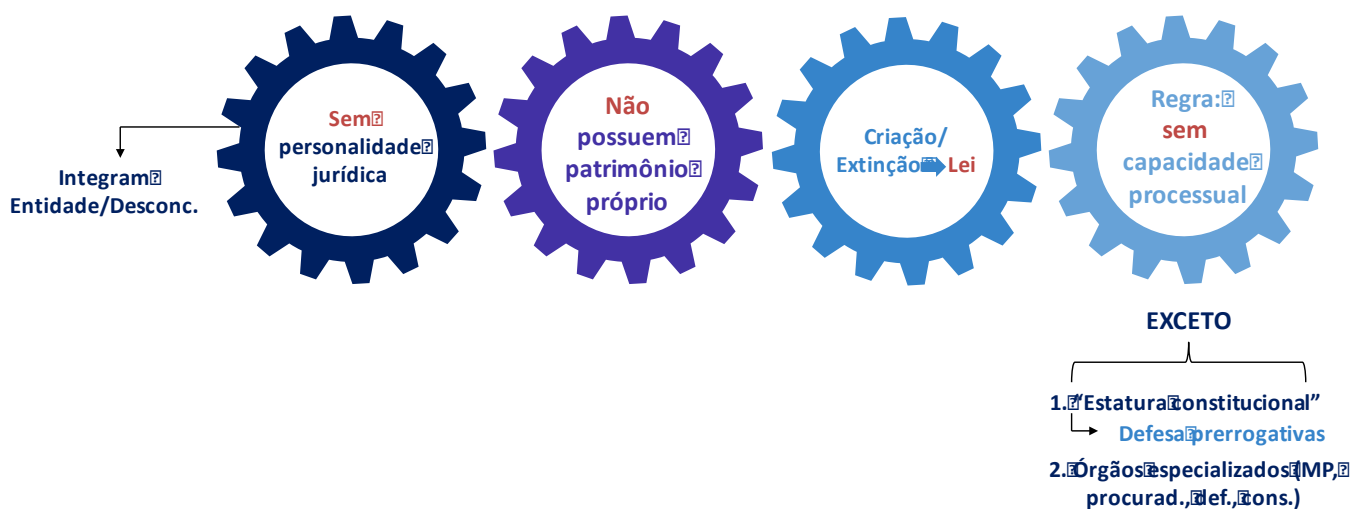 Sem
personalidade
jurídica
Integram
Entidade/Desconc.
Não
possuem
patrimônio
próprio
Criação/
Extinção Lei
Regra:
sem
capacidade
processual
EXCETO
1. "Estatura constitucional”
Defesa prerrogativas
2. Órgãos especializados (MP,
procurad., def., cons.)